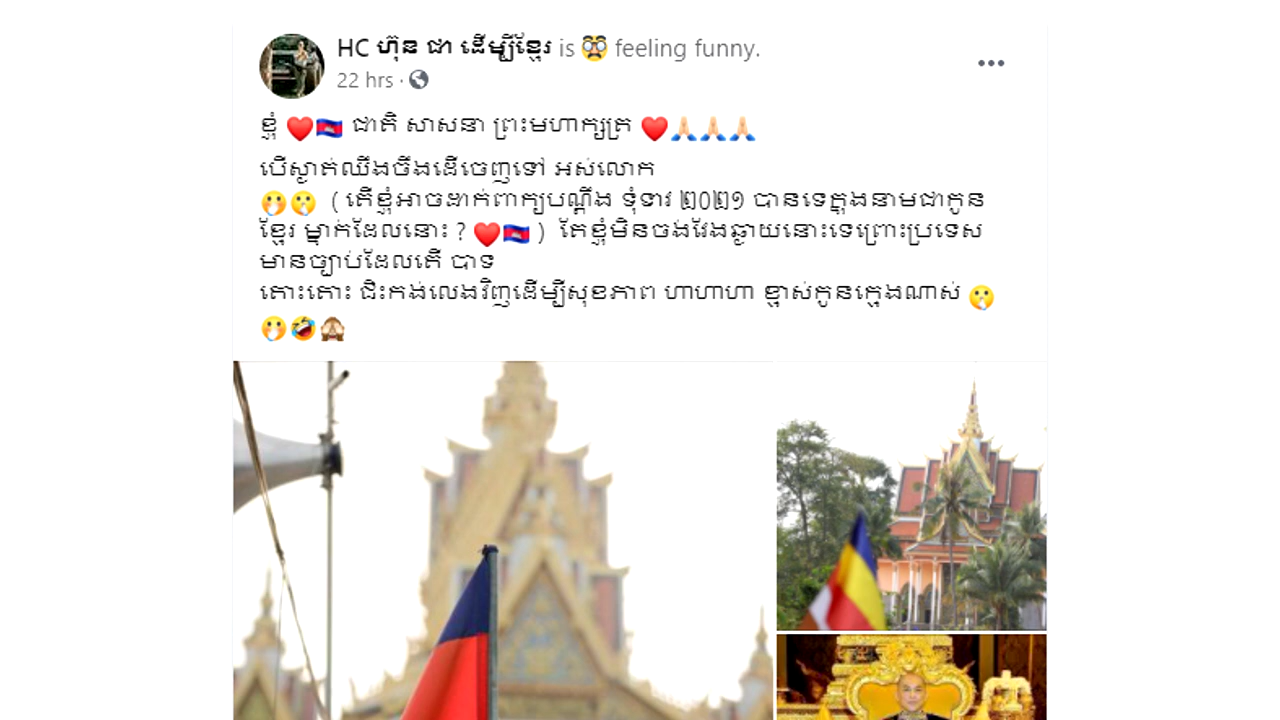 HC ហ៊ុន ជា ដើម្បីខ្មែរ is 🥸 feeling funny.
22 hrs ·
ខ្ញុំ ❤️🇰🇭 ជាតិ សាសនា ព្រះមហាក្សត្រ ❤️🙏🏻🙏🏻🙏🏻
បើស្ងាត់ឈឹងចឹងដើចេញទៅ អស់លោក
🤭🤫 ( តើខ្ញុំអាចដាក់ពាក្យបណ្ដឹង ទុំទាវ ២០២១ បានទេក្នុងនាមជាកូន
ខ្មែរ ម្នាក់ដែលនោះ ? ❤️🇰🇭 ) តែខ្ញុំមិនចង់វែងឆ្ងាយនោះទេព្រោះប្រទេស
មានច្បាប់ដែលតើ បាទ
តោះតោះ ជិះកង់លេងវិញដើម្បីសុខភាព ហាហាហា ខ្មាស់កូនក្មេងណាស់ 🤫
🤭🤣🙈